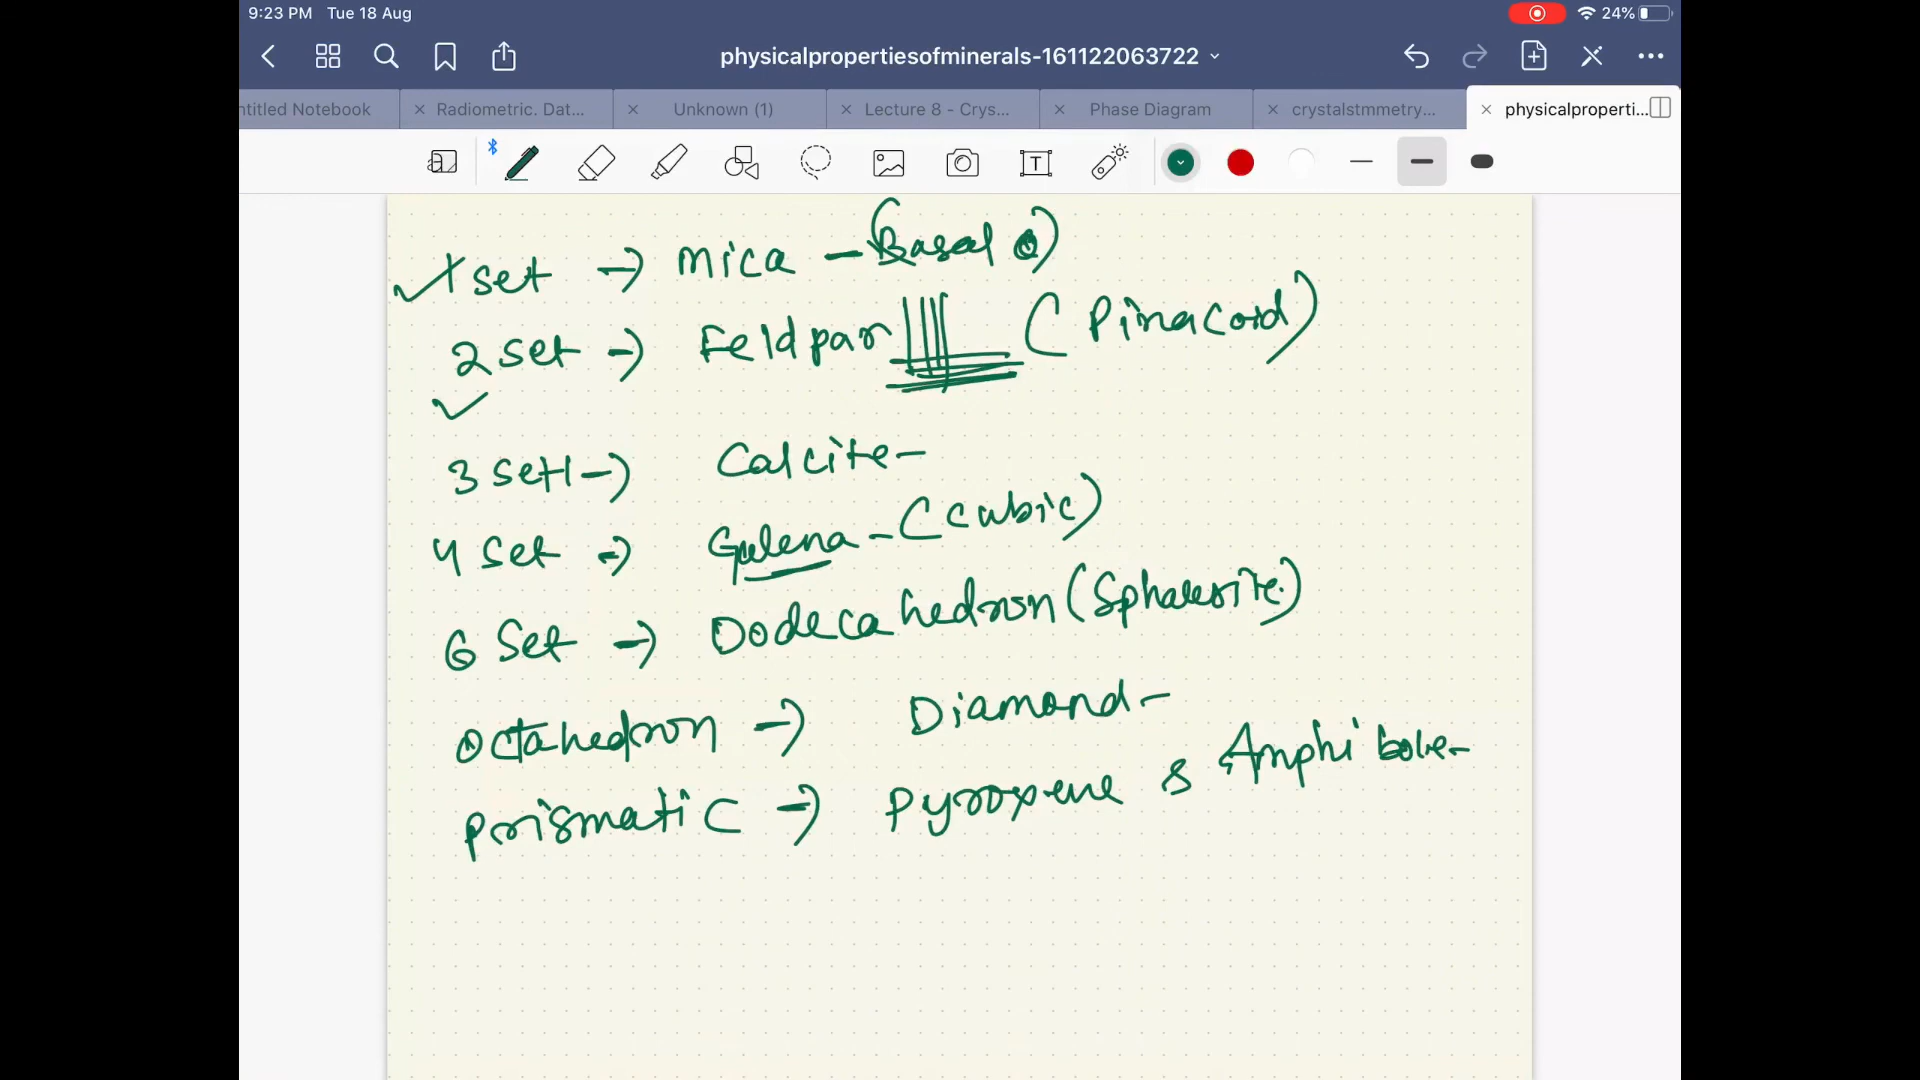 9:23 PM Tue 18 Aug 24%
physicalpropertiesofminerals-161122063722
ntitled Notebook Radiometric. Dat... Unknown (1) Lecture 8 - Crys... Phase Diagram crystalstmmetry... physicalproperti...
1 set → mica - (Basal)
2 set → Feldpar (Pinacoid)
3 set → Calcite -
4 set → Galena - (cubic)
6 Set → Dodecahedron (Sphalerite)
Octahedron → Diamond -
prismatic → pyroxene & Amphibole -